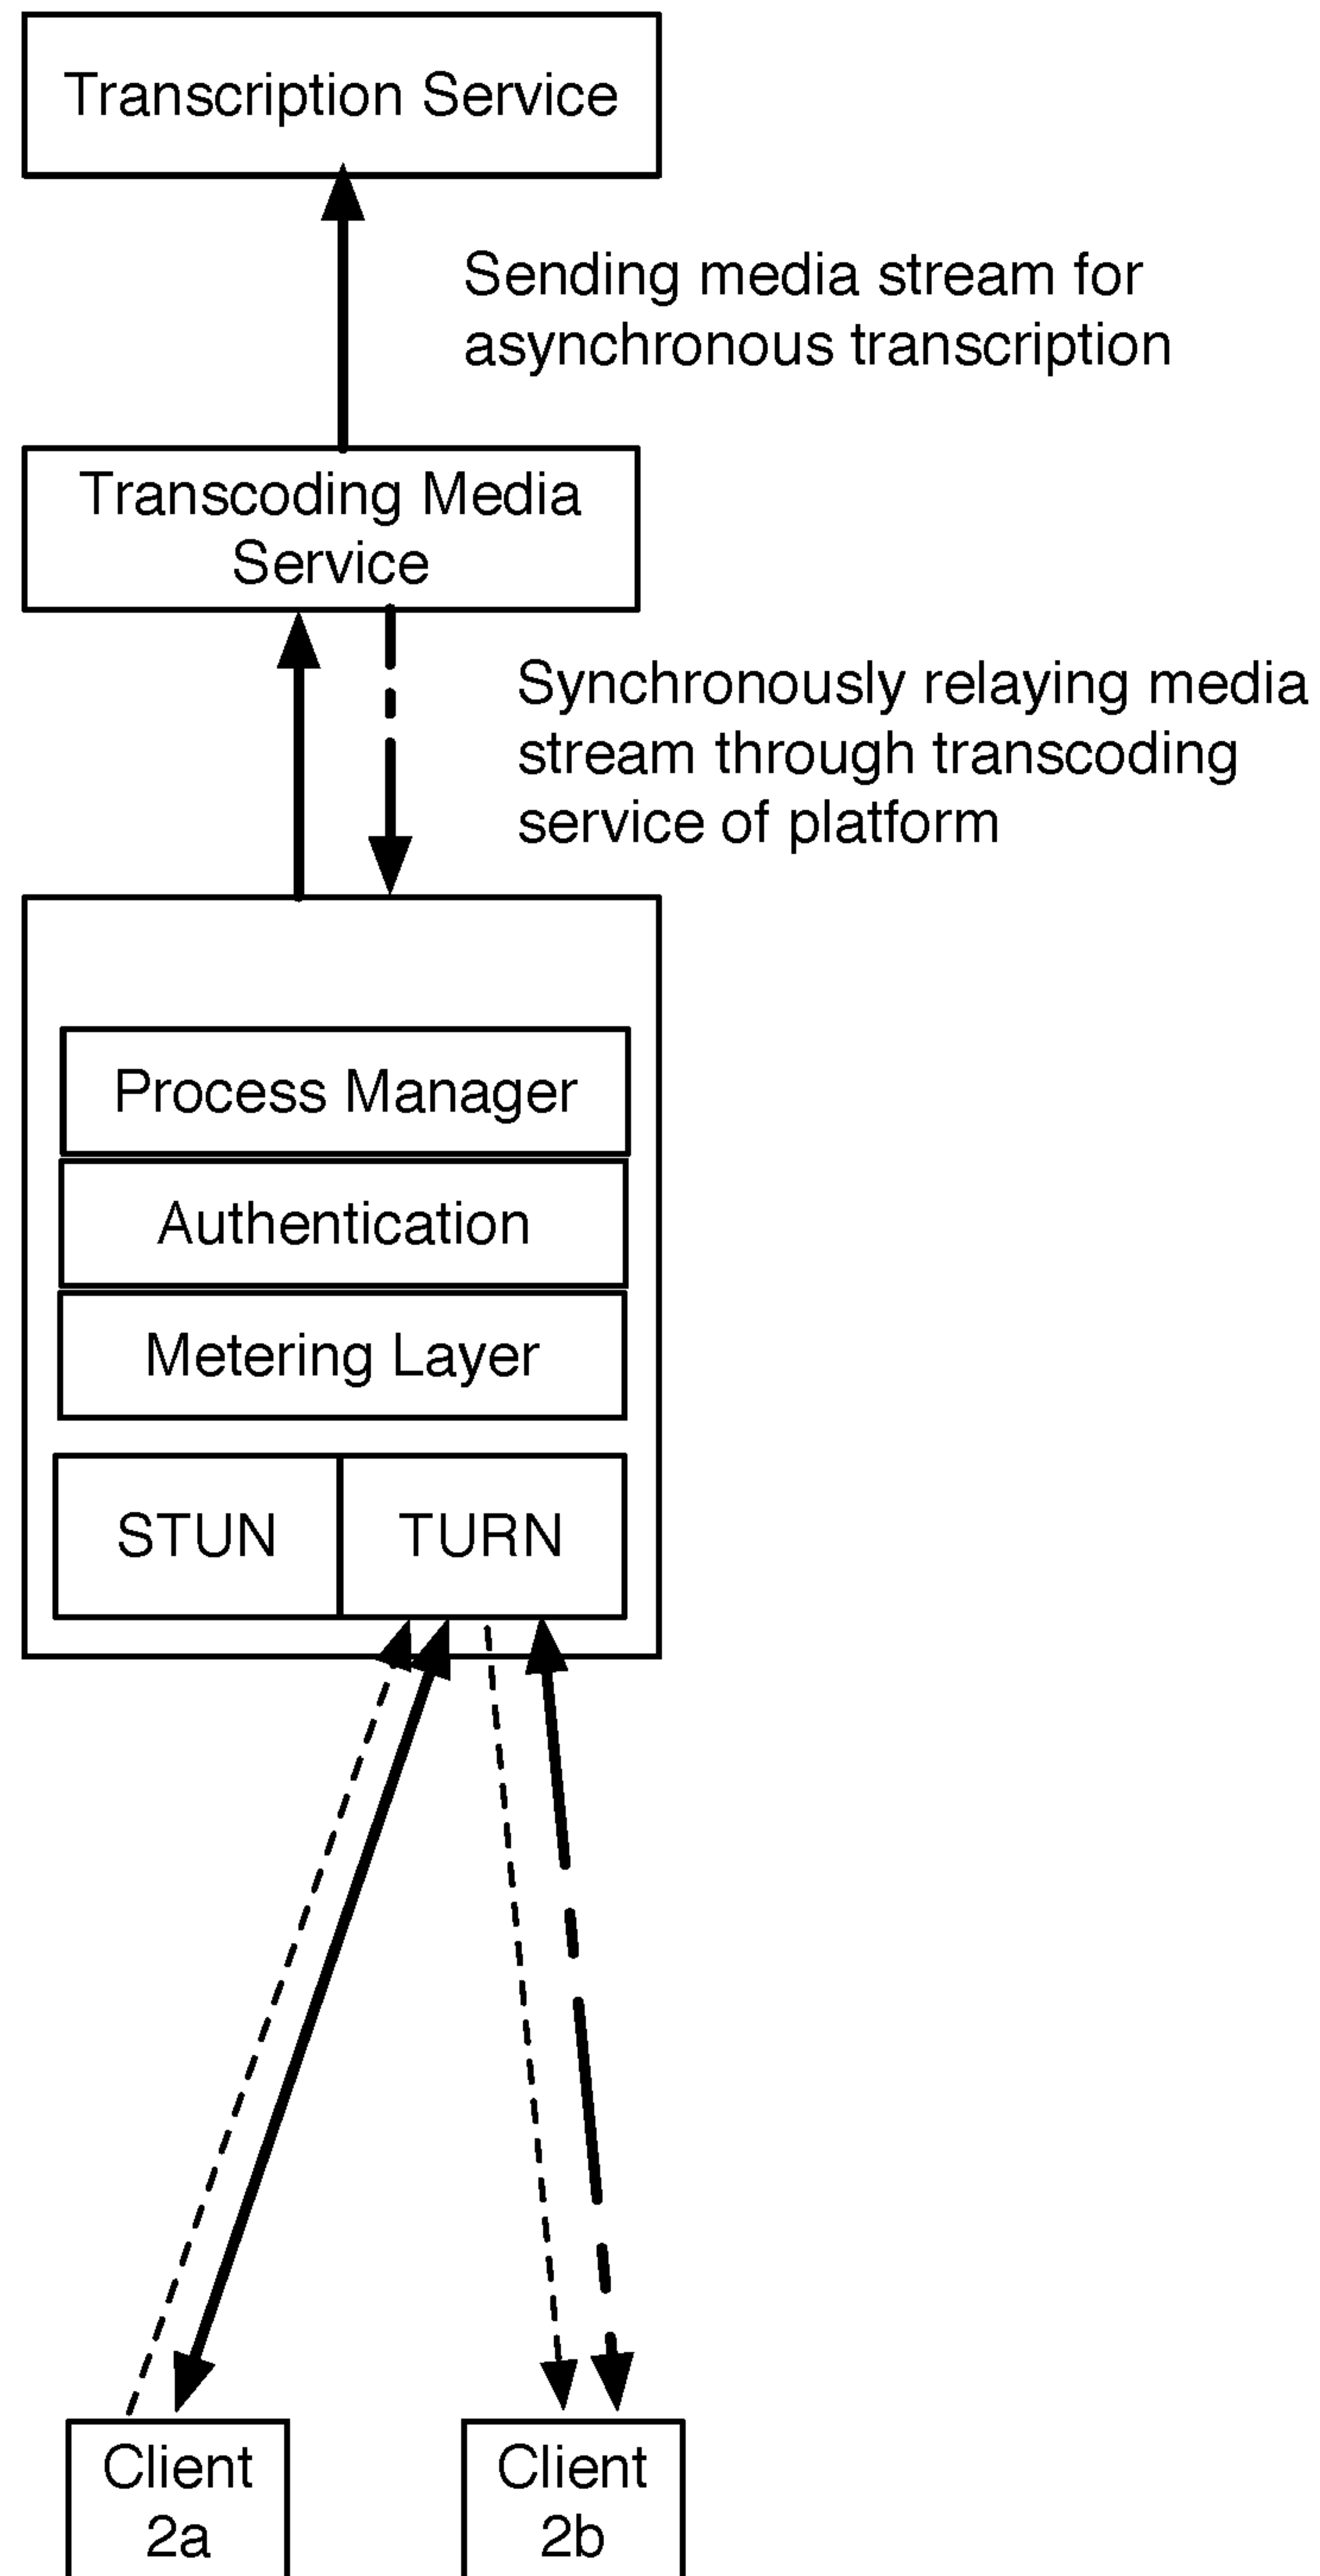 Transcription Service
Sending media stream for
asynchronous transcription
Transcoding Media
Service
Synchronously relaying media
stream through transcoding
service of platform
Process Manager
Authentication
Metering Layer
STUN
TURN
Client
2a
Client
2b